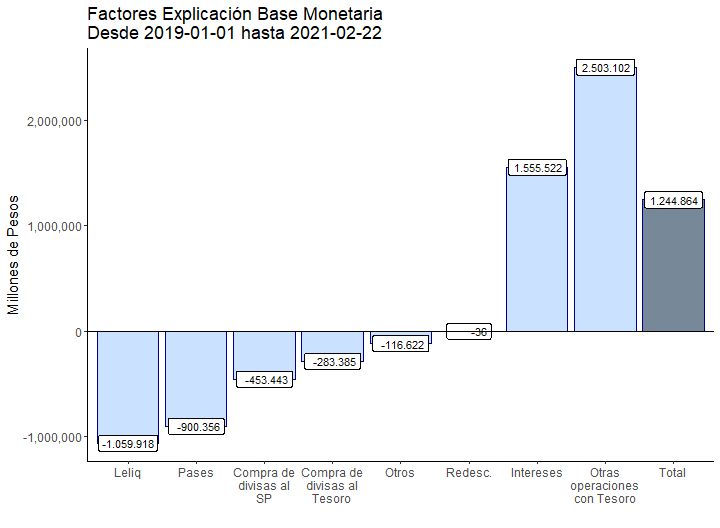 Factores Explicación Base Monetaria
Desde 2019-01-01 hasta 2021-02-22
Millones de Pesos
2,000,000
1,000,000
0
-1,000,000
-1.059.918
-900.356
-453.443
-283.385
-116.622
-36
1.555.522
2.503.102
1.244.864
Leliq
Pases
Compra de
divisas al
SP
Compra de
divisas al
Tesoro
Otros
Redesc.
Intereses
Otras
operaciones
con Tesoro
Total